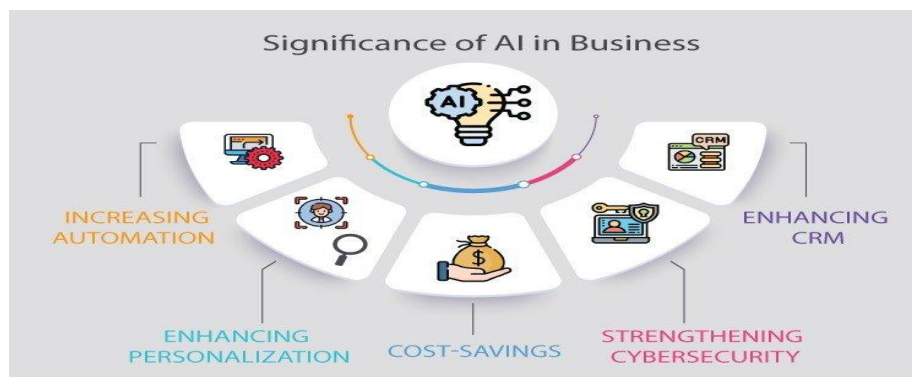 Significance of AI in Business
AI
CRM
INCREASING
AUTOMATION
ENHANCING
PERSONALIZATION
$
COST-SAVINGS
STRENGTHENING
CYBERSECURITY
ENHANCING
CRM